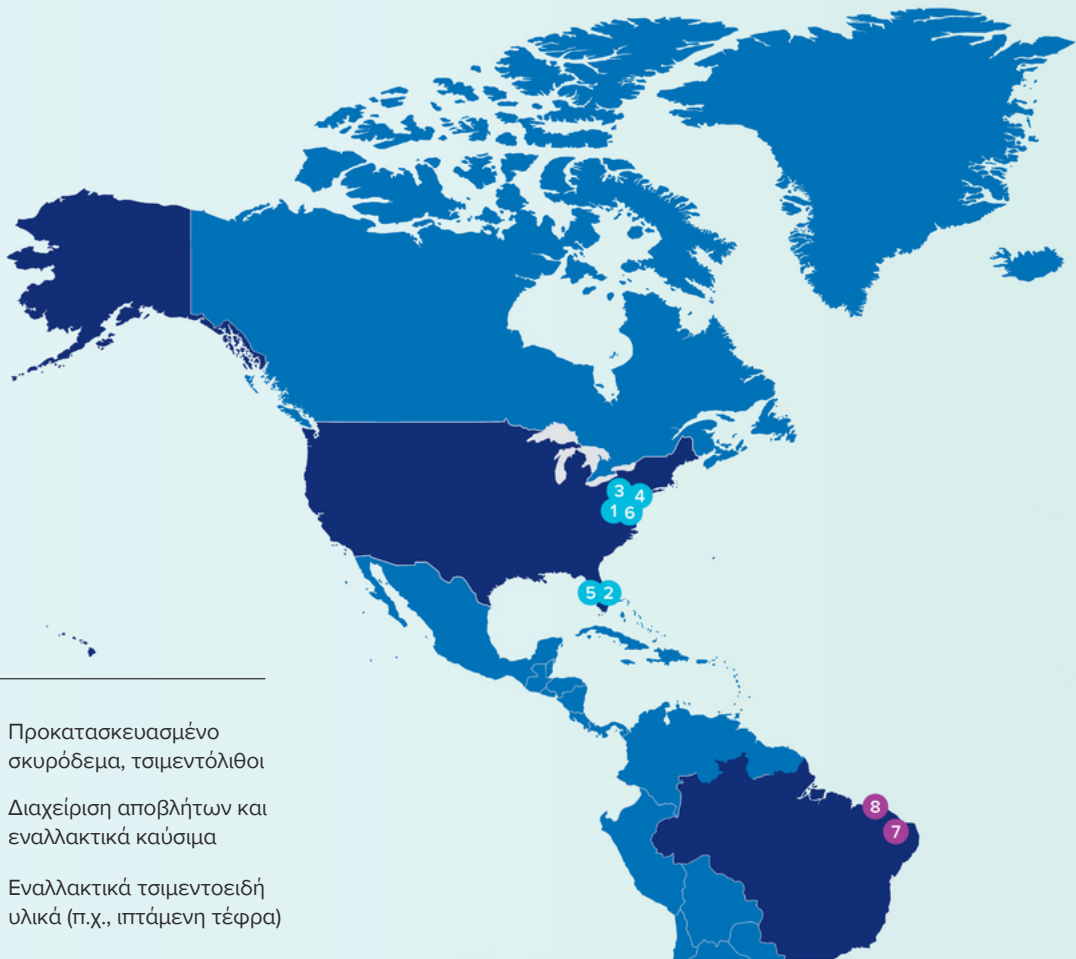 3 4
1 6
5 2
8
7
Προκατασκευασμένο
σκυρόδεμα, τσιμεντόλιθοι
Διαχείριση αποβλήτων και
εναλλακτικά καύσιμα
Εναλλακτικά τσιμεντοειδή
υλικά (π.χ., ιπτάμενη τέφρα)